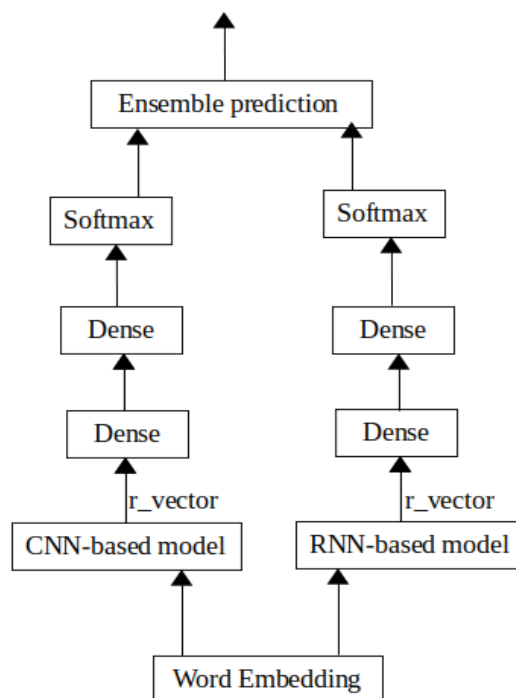 Ensemble prediction
Softmax
Softmax
Dense
Dense
Dense
Dense
r_vector
r_vector
CNN-based model
RNN-based model
Word Embedding